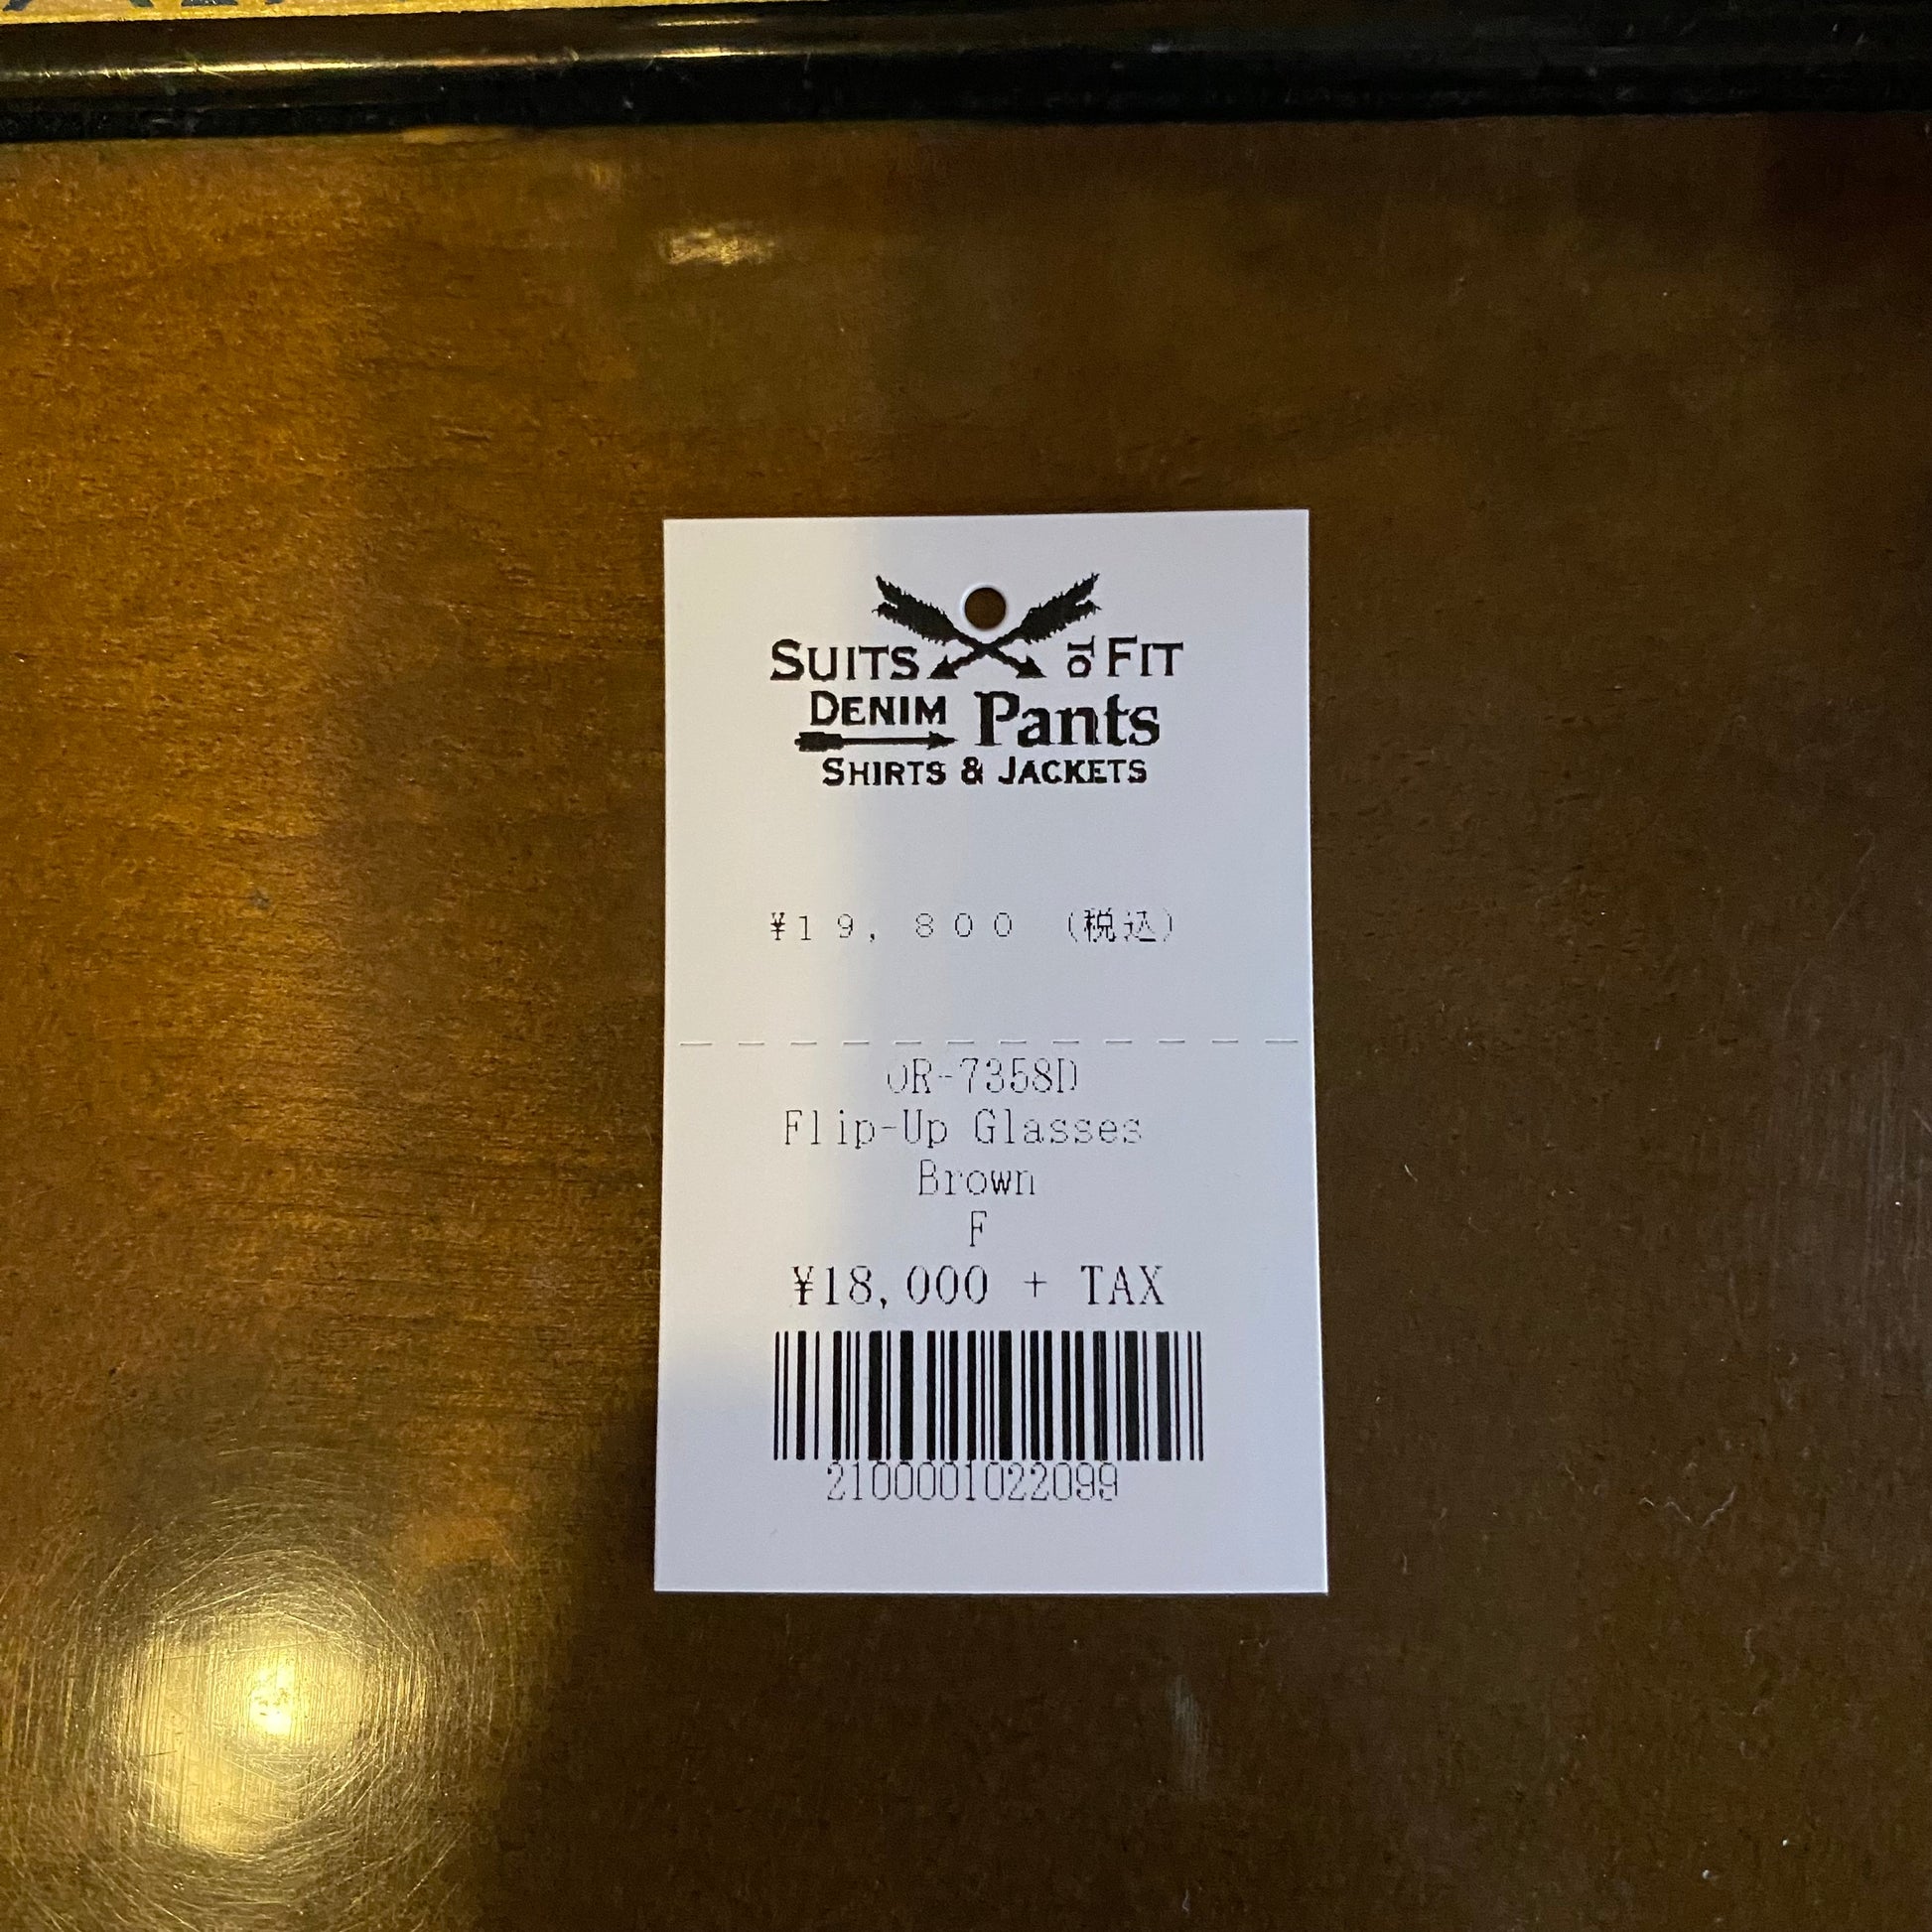 SUITS TO FIT
DENIM Pants
SHIRTS & JACKETS
¥19,800 (税込)
OR-7358D
Flip-Up Glasses
Brown
F
¥18,000 + TAX
2100001022099